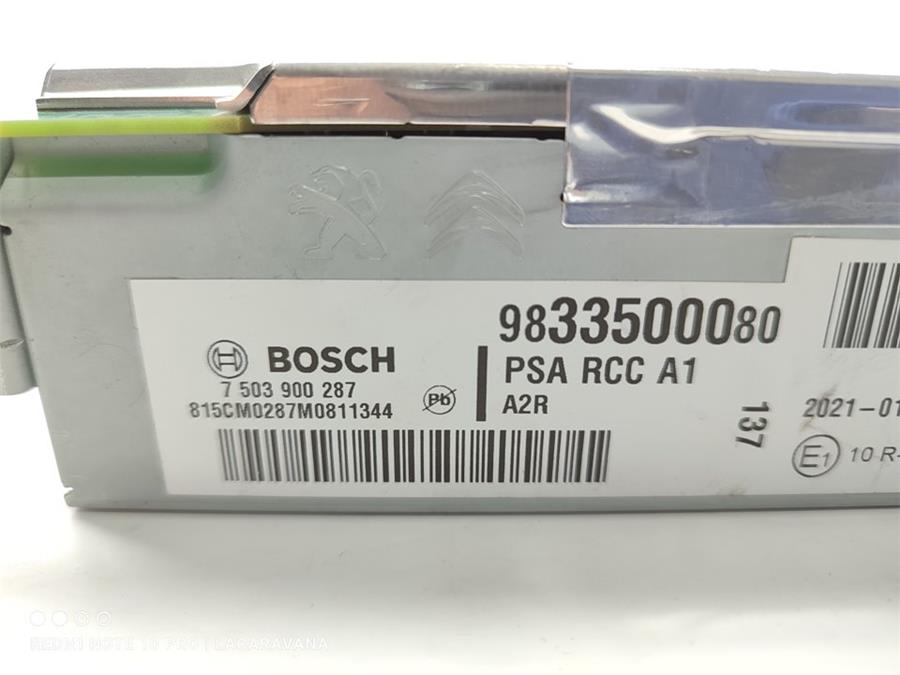 9833500080
BOSCH
PSA RCC A1
7 503 900 287
815CM0287M0811344
Pb
A2R
137
2021-01
E1
10 R-
REDMI NOTE 10 PRO | LACARAVANA